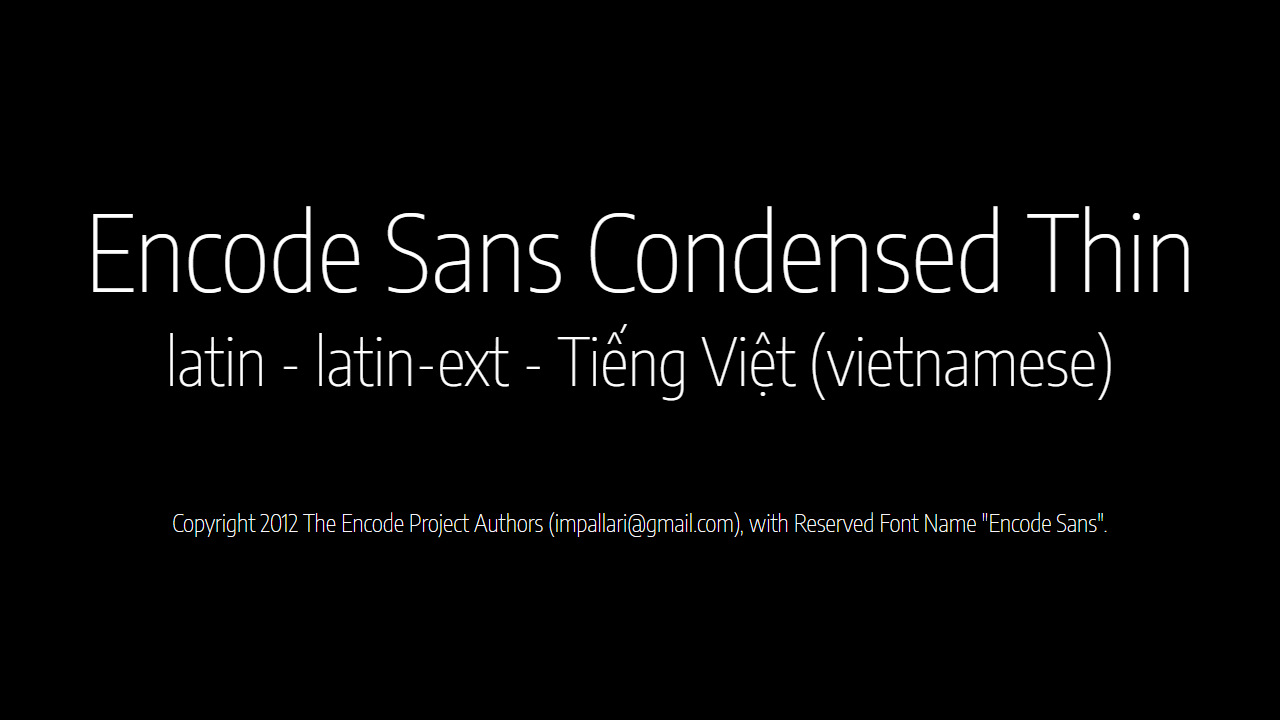 Encode Sans Condensed Thin
latin - latin-ext - Tiếng Việt (vietnamese)
Copyright 2012 The Encode Project Authors (impallari@gmail.com), with Reserved Font Name "Encode Sans".